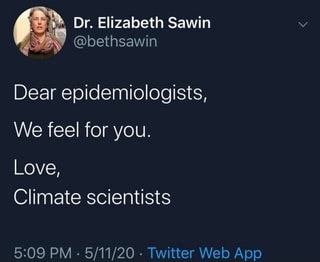 Dr. Elizabeth Sawin
@bethsawin
Dear epidemiologists,
We feel for you.
Love,
Climate scientists
5:09 PM · 5/11/20 · Twitter Web App